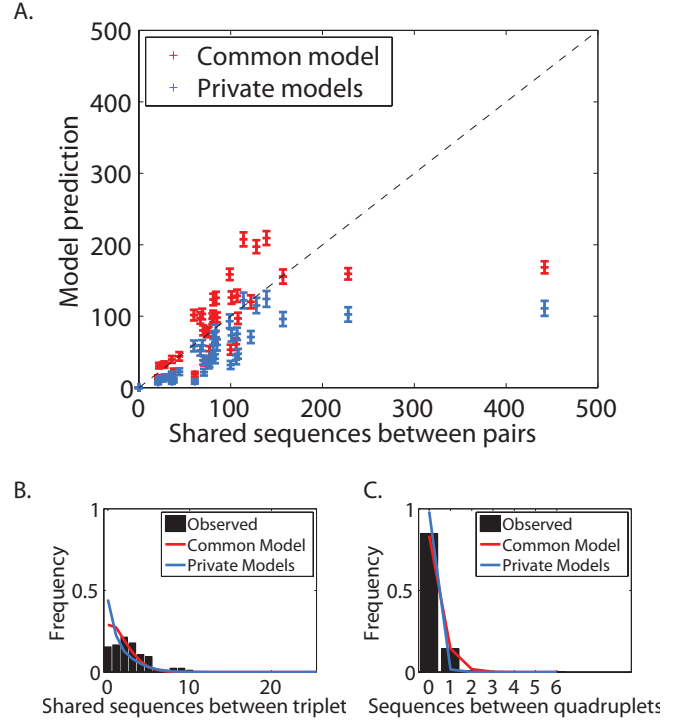 A.
500
400
300
200
100
0
Model prediction
Common model
Private models
0 100 200 300 400 500
Shared sequences between pairs
B.
1
0.5
0
Frequency
Observed
Common Model
Private Models
0 20
Shared sequences between triplet
C.
1
0.5
0
Frequency
Observed
Common Model
Private Models
0 1 2 3 4 5 6
Sequences between quadruplets